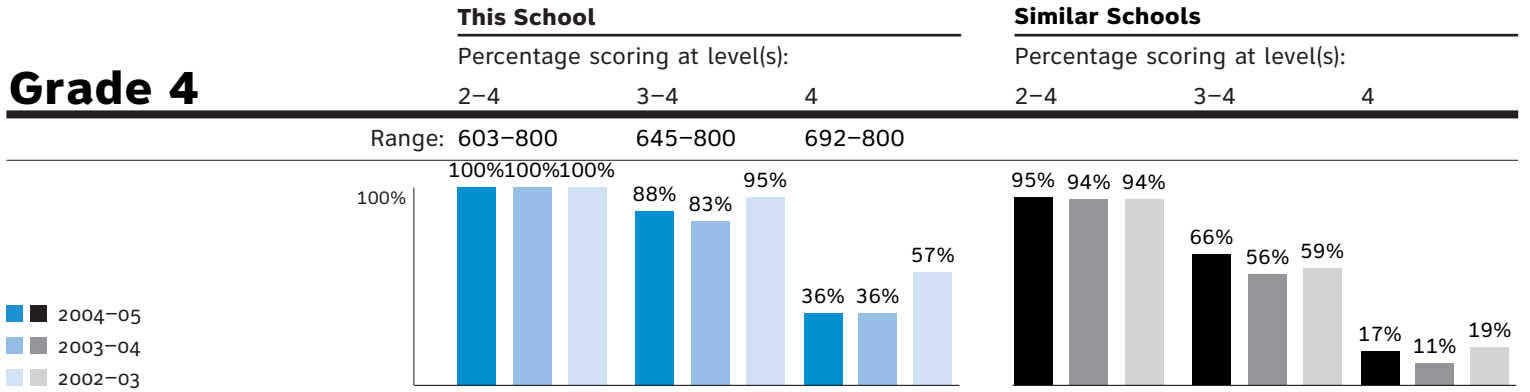 This School
Similar Schools
Percentage scoring at level(s):
Percentage scoring at level(s):
Grade 4
2–4 3–4 4
2–4 3–4 4
Range: 603–800 645–800 692–800
100%
100% 100% 100%
88% 83% 95%
36% 36% 57%
95% 94% 94%
66% 56% 59%
17% 11% 19%
2004–05
2003–04
2002–03